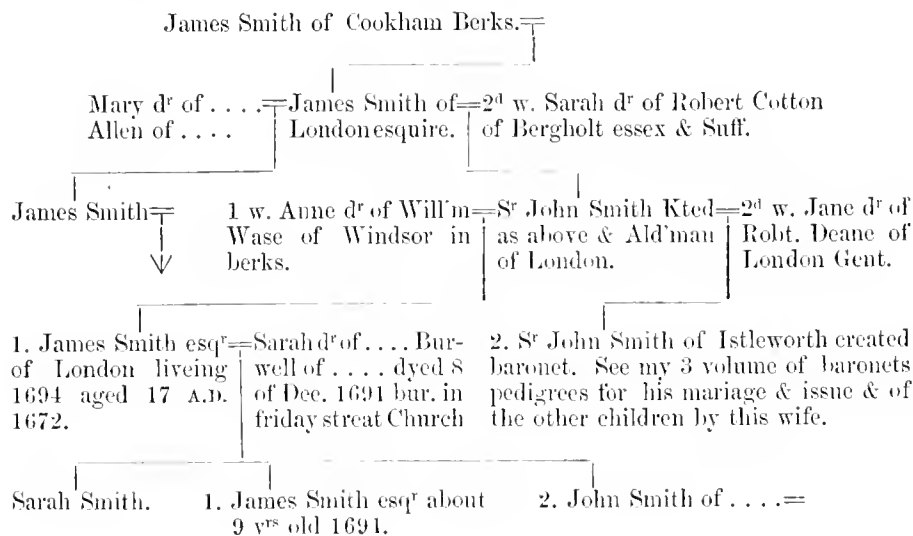 James Smith of Cookham Berks.
Mary dʳ of . . . .
Allen of . . . .
James Smith of
London esquire.
2ᵈ w. Sarah dʳ of Robert Cotton
of Bergholt essex & Suff.
James Smith
1 w. Anne dʳ of Will'm
Wase of Windsor in
berks.
Sʳ John Smith Kted
as above & Ald'man
of London.
2ᵈ w. Jane dʳ of
Robt. Deane of
London Gent.
1. James Smith esqʳ
of London liveing
1694 aged 17 A.D.
1672.
Sarah dʳ of . . . . Bur-
well of . . . . dyed 8
of Dec. 1691 bur. in
friday streat Church
2. Sʳ John Smith of Istleworth created
baronet. See my 3 volume of baronets
pedigrees for his mariage & issue & of
the other children by this wife.
Sarah Smith.
1. James Smith esqʳ about
9 yʳˢ old 1691.
2. John Smith of . . . .